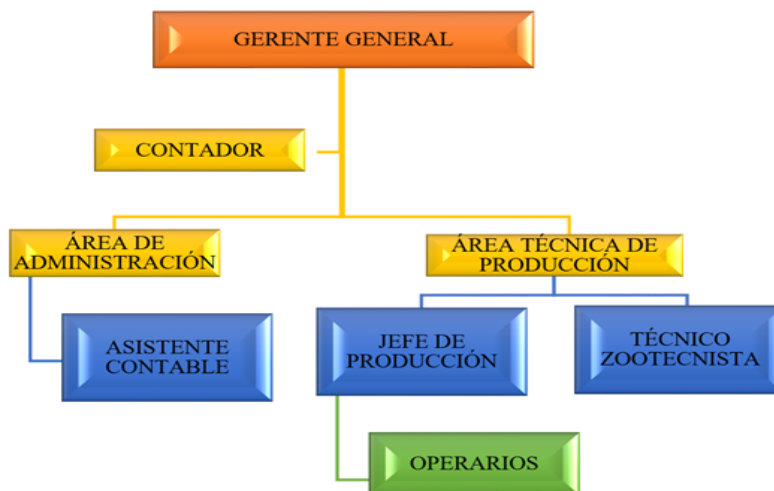 GERENTE GENERAL
CONTADOR
ÁREA DE
ADMINISTRACIÓN
ÁREA TÉCNICA DE
PRODUCCIÓN
ASISTENTE
CONTABLE
JEFE DE
PRODUCCIÓN
TÉCNICO
ZOOTECNISTA
OPERARIOS